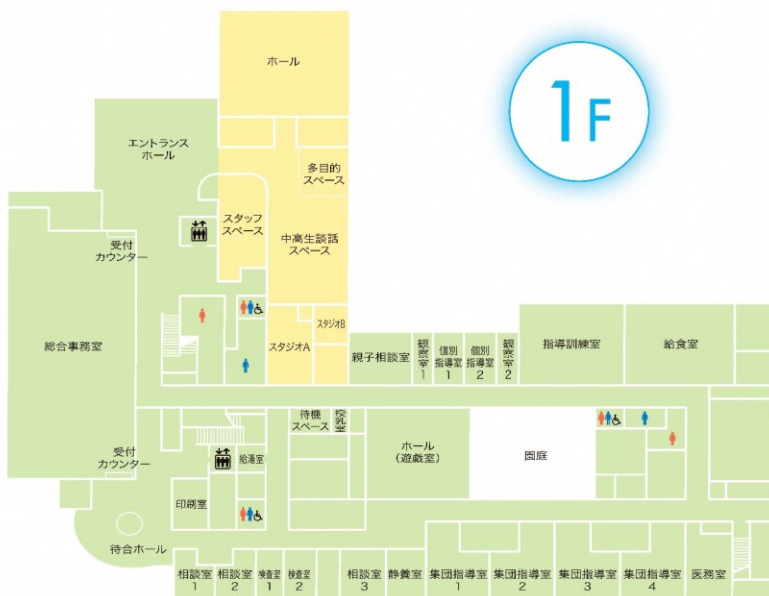 1F
ホール
エントランス
ホール
多目的
スペース
スタッフ
スペース
中高生談話
スペース
受付
カウンター
総合事務室
スタジオA
スタジオB
親子相談室
観察室1
個別
指導室
1
個別
指導室
2
観察室2
指導訓練室
給食室
待機
スペース
授乳室
ホール
(遊戯室)
園庭
受付
カウンター
給湯室
印刷室
待合ホール
相談室
1
相談室
2
検査室
1
検査室
2
相談室
3
静養室
集団指導室
1
集団指導室
2
集団指導室
3
集団指導室
4
医務室